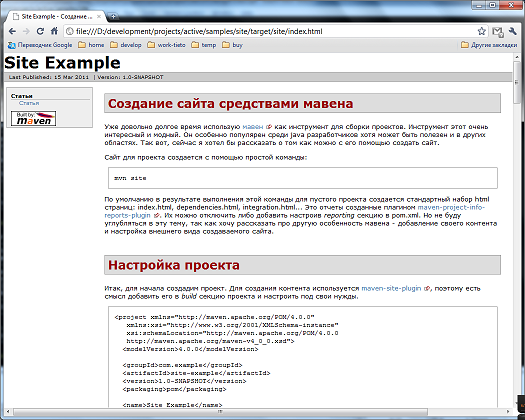 Site Example - Создание ...
file:///D:/development/projects/active/samples/site/target/site/index.html
Переводчик Google home develop work-tieto temp buy Другие закладки
Site Example
Last Published: 15 Mar 2011 | Version: 1.0-SNAPSHOT
Статьи
Статья
Built by:
maven
Создание сайта средствами мавена
Уже довольно долгое время использую мавен как инструмент для сборки проектов. Инструмент этот очень
интересный и модный. Он особенно популярен среди java разработчиков хотя может быть полезен и в других
областях. Так вот, сейчас я хотел бы рассказать о том как можно с его помощью создать сайт.
Сайт для проекта создается с помощью простой команды:
mvn site
По умолчанию в результате выполнения этой команды для пустого проекта создается стандартный набор html
страниц: index.html, dependencies.html, integration.html... Это отчеты созданные плагином maven-project-info-
reports-plugin . Их можно отключить либо добавить настроив reporting секцию в pom.xml. Но не буду
углубляться в эту тему, так как хочу рассказать про другую особенность мавена - добавление своего контента
и настройка внешнего вида создаваемого сайта.
Настройка проекта
Итак, для начала создадим проект. Для создания контента используется maven-site-plugin , поэтому есть
смысл добавить его в build секцию проекта и настроить под свои нужды.
<project xmlns="http://maven.apache.org/POM/4.0.0"
xmlns:xsi="http://www.w3.org/2001/XMLSchema-instance"
xsi:schemaLocation="http://maven.apache.org/POM/4.0.0
http://maven.apache.org/maven-v4_0_0.xsd">
<modelVersion>4.0.0</modelVersion>
<groupId>com.example</groupId>
<artifactId>site-example</artifactId>
<version>1.0-SNAPSHOT</version>
<packaging>pom</packaging>
<name>Site Example</name>